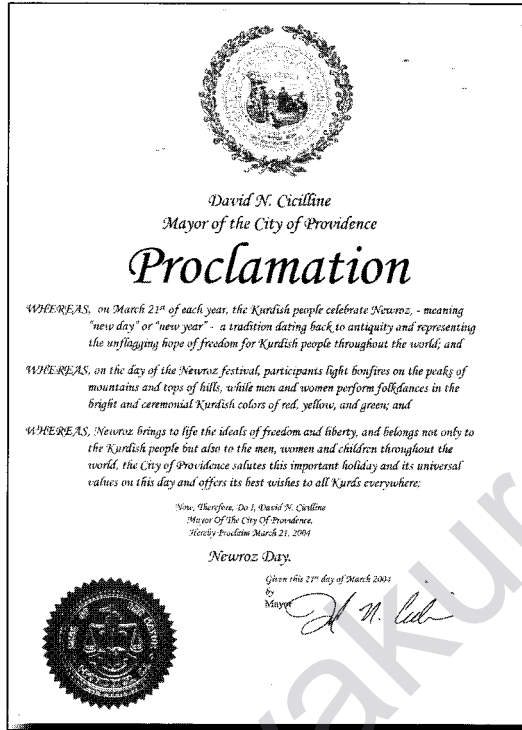 David N. Cicilline
Mayor of the City of Providence
Proclamation
WHEREAS, on March 21st of each year, the Kurdish people celebrate Newroz, - meaning
"new day" or "new year" - a tradition dating back to antiquity and representing
the unflagging hope of freedom for Kurdish people throughout the world; and
WHEREAS, on the day of the Newroz festival, participants light bonfires on the peaks of
mountains and tops of hills, while men and women perform folkdances in the
bright and ceremonial Kurdish colors of red, yellow, and green; and
WHEREAS, Newroz brings to life the ideals of freedom and liberty, and belongs not only to
the Kurdish people but also to the men, women and children throughout the
world, the City of Providence salutes this important holiday and its universal
values on this day and offers its best wishes to all Kurds everywhere:
Now, Therefore, Do I, David N. Cicilline
Mayor Of The City Of Providence,
Hereby Proclaim March 21, 2004
Newroz Day.
Given this 21st day of March 2004
by
Mayor